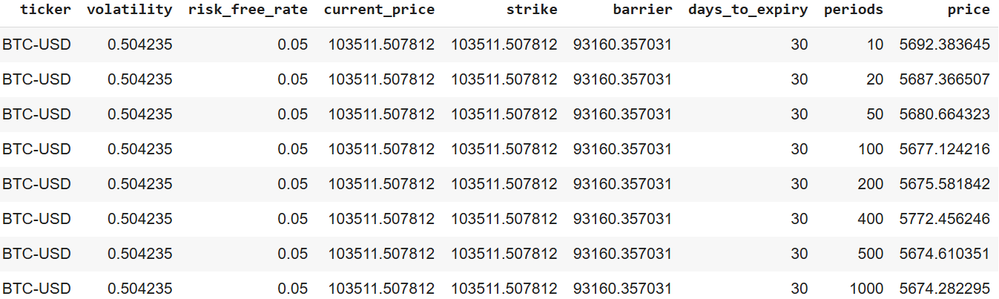 ticker volatility risk_free_rate current_price strike barrier days_to_expiry periods price
BTC-USD 0.504235 0.05 103511.507812 103511.507812 93160.357031 30 10 5692.383645
BTC-USD 0.504235 0.05 103511.507812 103511.507812 93160.357031 30 20 5687.366507
BTC-USD 0.504235 0.05 103511.507812 103511.507812 93160.357031 30 50 5680.664323
BTC-USD 0.504235 0.05 103511.507812 103511.507812 93160.357031 30 100 5677.124216
BTC-USD 0.504235 0.05 103511.507812 103511.507812 93160.357031 30 200 5675.581842
BTC-USD 0.504235 0.05 103511.507812 103511.507812 93160.357031 30 400 5772.456246
BTC-USD 0.504235 0.05 103511.507812 103511.507812 93160.357031 30 500 5674.610351
BTC-USD 0.504235 0.05 103511.507812 103511.507812 93160.357031 30 1000 5674.282295